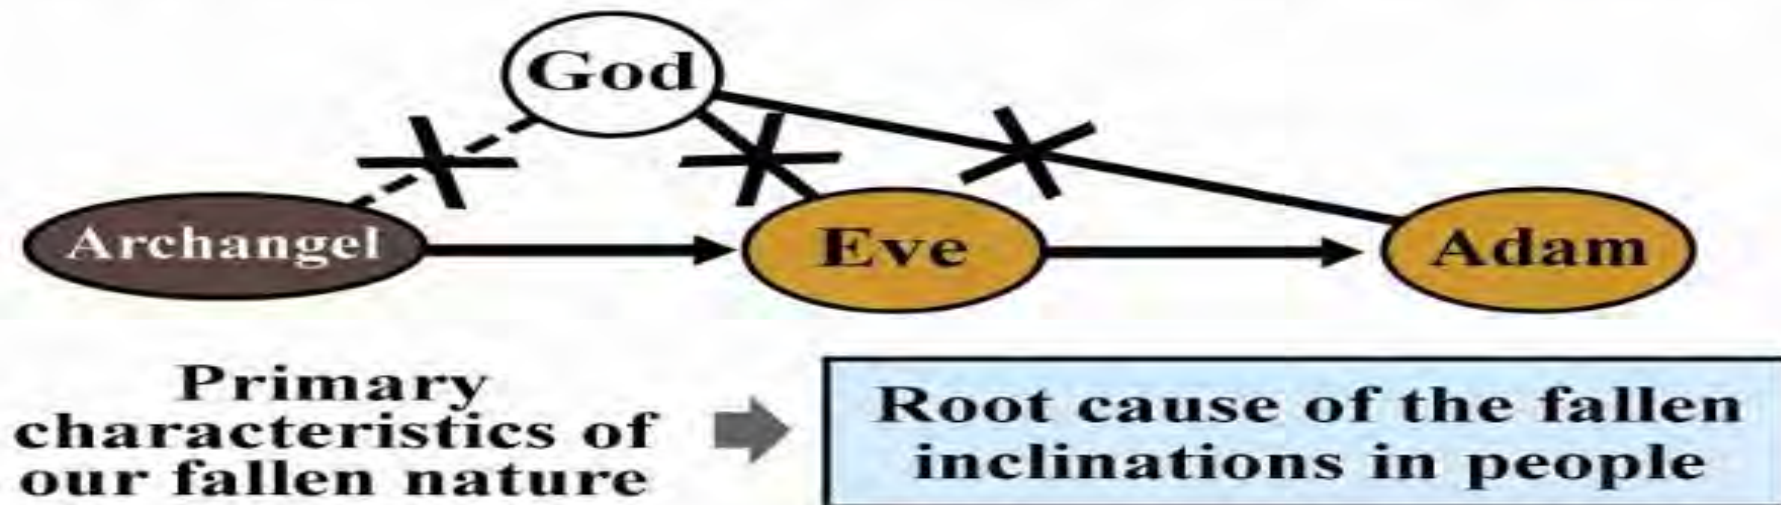 God
Archangel
Eve
Adam
Primary
characteristics of
our fallen nature
Root cause of the fallen
inclinations in people